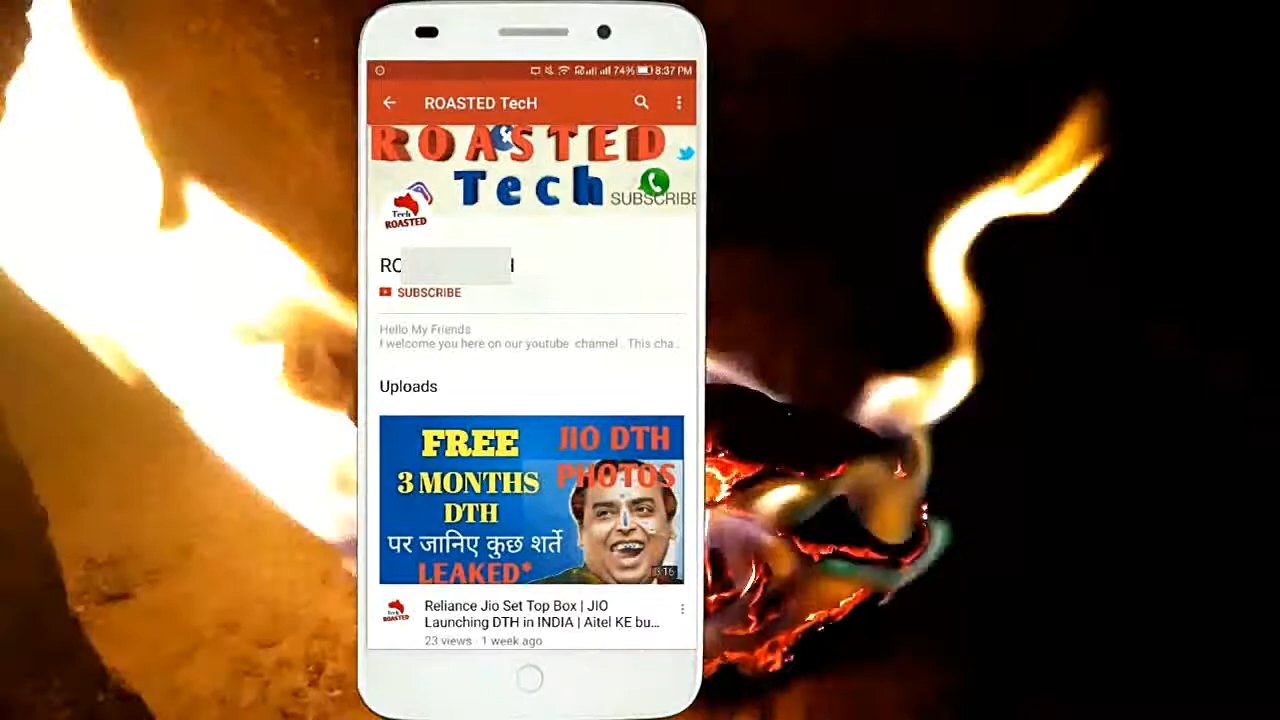 74% 8:37 PM
ROASTED TecH
ROASTED
Tech
SUBSCRIBE
Tech
ROASTED
SUBSCRIBE
Hello My Friends
I welcome you here on our youtube channel . This cha..
Uploads
FREE
3 MONTHS
DTH
पर जानिए कुछ शर्ते
LEAKED*
JIO DTH
PHOTOS
Tech
ROASTED
Reliance Jio Set Top Box | JIO
Launching DTH in INDIA | Aitel KE bu...
23 views · 1 week ago